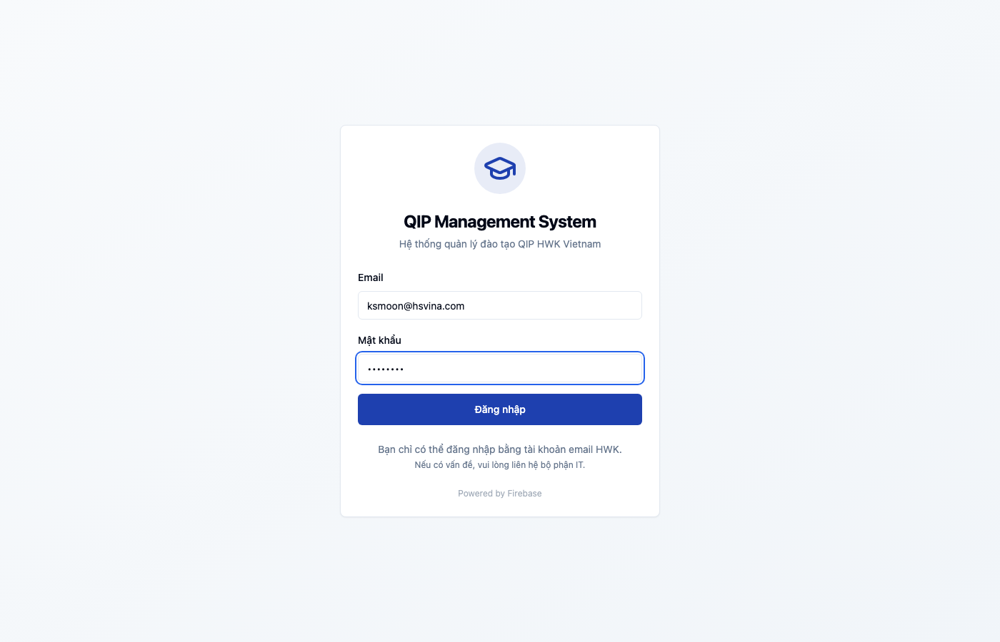 QIP Management System
Hệ thống quản lý đào tạo QIP HWK Vietnam
Email
ksmoon@hsvina.com
Mật khẩu
••••••••
Đăng nhập
Bạn chỉ có thể đăng nhập bằng tài khoản email HWK.
Nếu có vấn đề, vui lòng liên hệ bộ phận IT.
Powered by Firebase